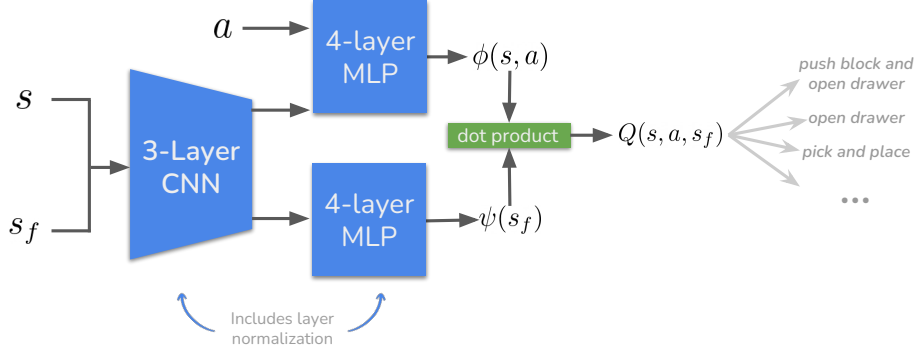 a
4-layer
MLP
ϕ(s, a)
s
3-Layer
CNN
s_f
dot product
Q(s, a, s_f)
push block and
open drawer
open drawer
pick and place
...
4-layer
MLP
ψ(s_f)
Includes layer
normalization